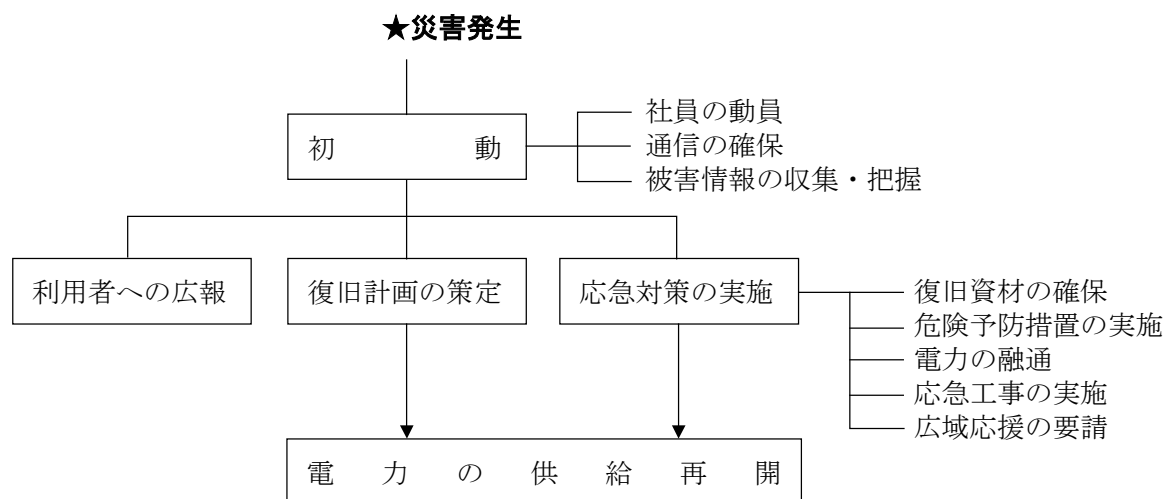 ★災害発生
初動
社員の動員
通信の確保
被害情報の収集・把握
利用者への広報
復旧計画の策定
応急対策の実施
復旧資材の確保
危険予防措置の実施
電力の融通
応急工事の実施
広域応援の要請
電力の供給再開